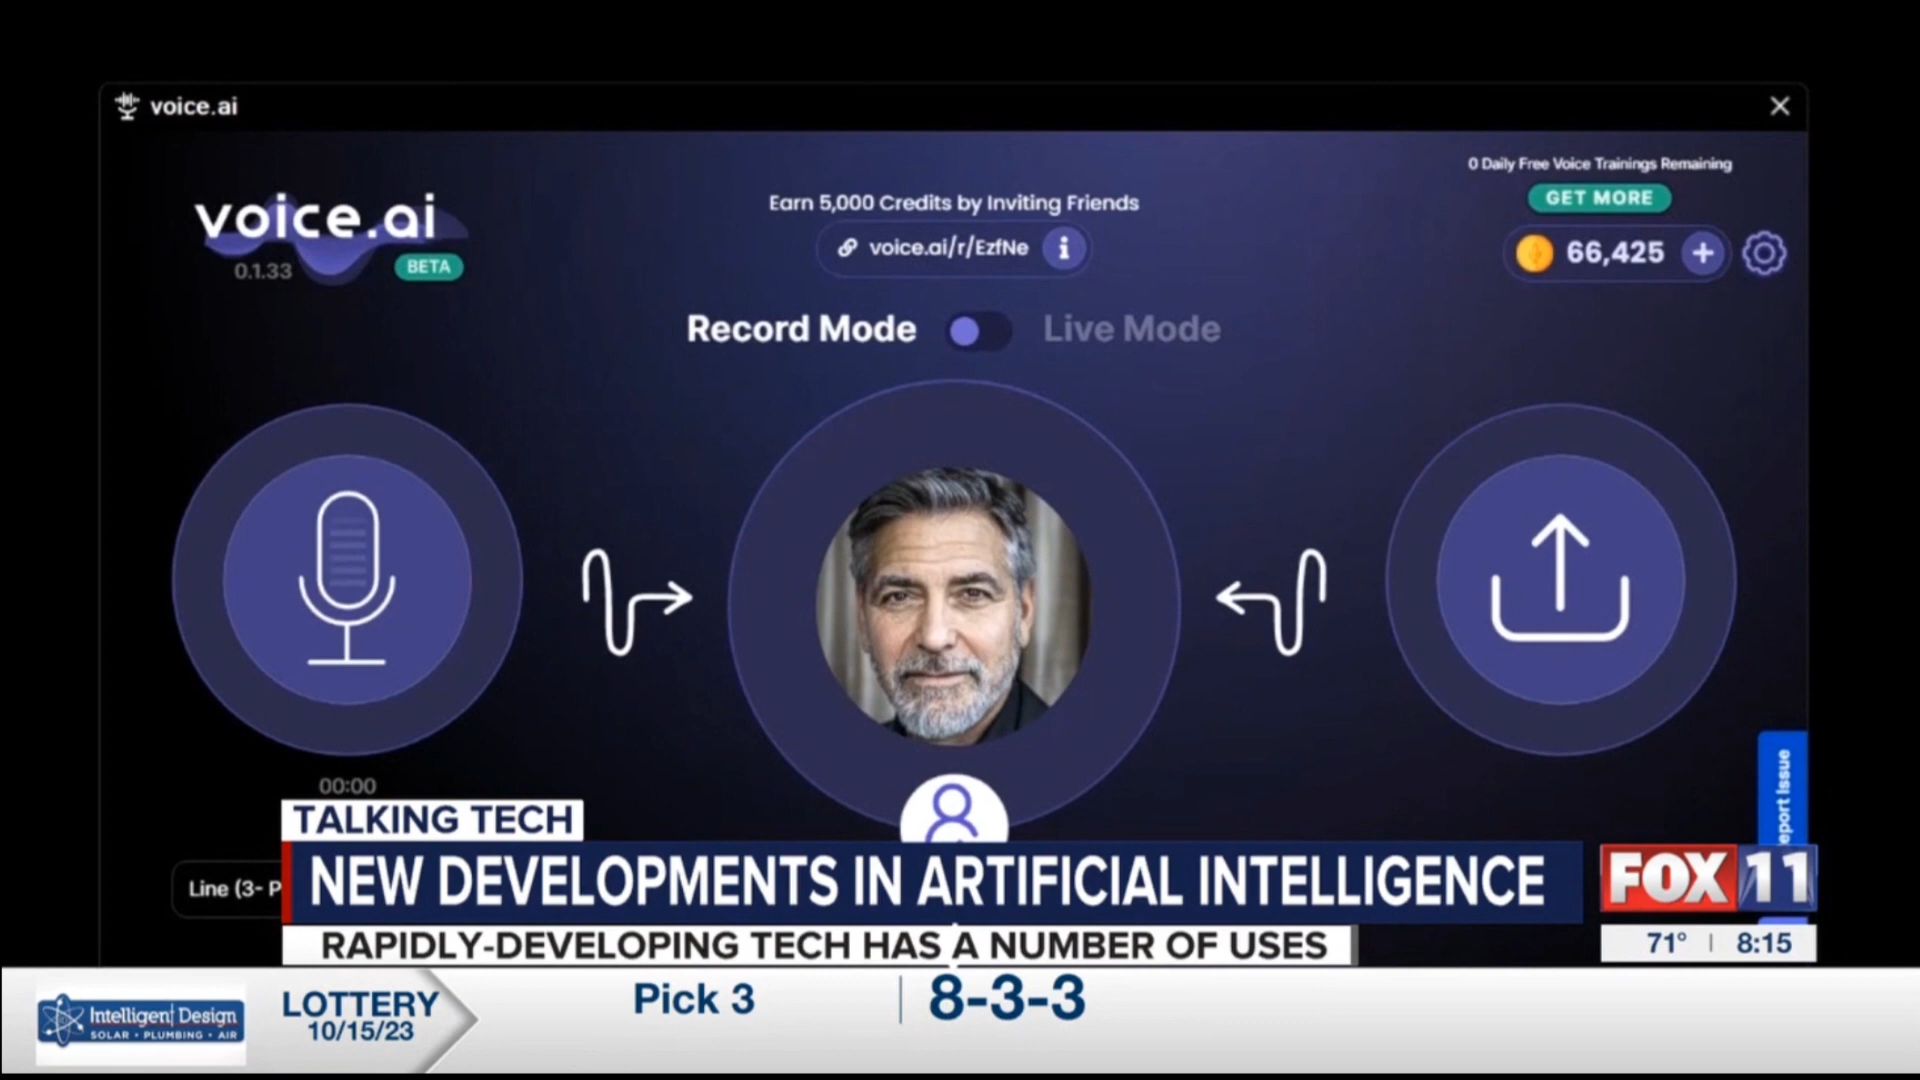 voice.ai
0 Daily Free Voice Trainings Remaining
GET MORE
voice.ai
Earn 5,000 Credits by Inviting Friends
voice.ai/r/EzfNe
66,425
0.1.33
BETA
Record Mode
Live Mode
00:00
eport Issue
TALKING TECH
Line (3- P
NEW DEVELOPMENTS IN ARTIFICIAL INTELLIGENCE
FOX 11
RAPIDLY-DEVELOPING TECH HAS A NUMBER OF USES
71° 8:15
Intelligent Design
SOLAR · PLUMBING · AIR
LOTTERY
10/15/23
Pick 3
8-3-3